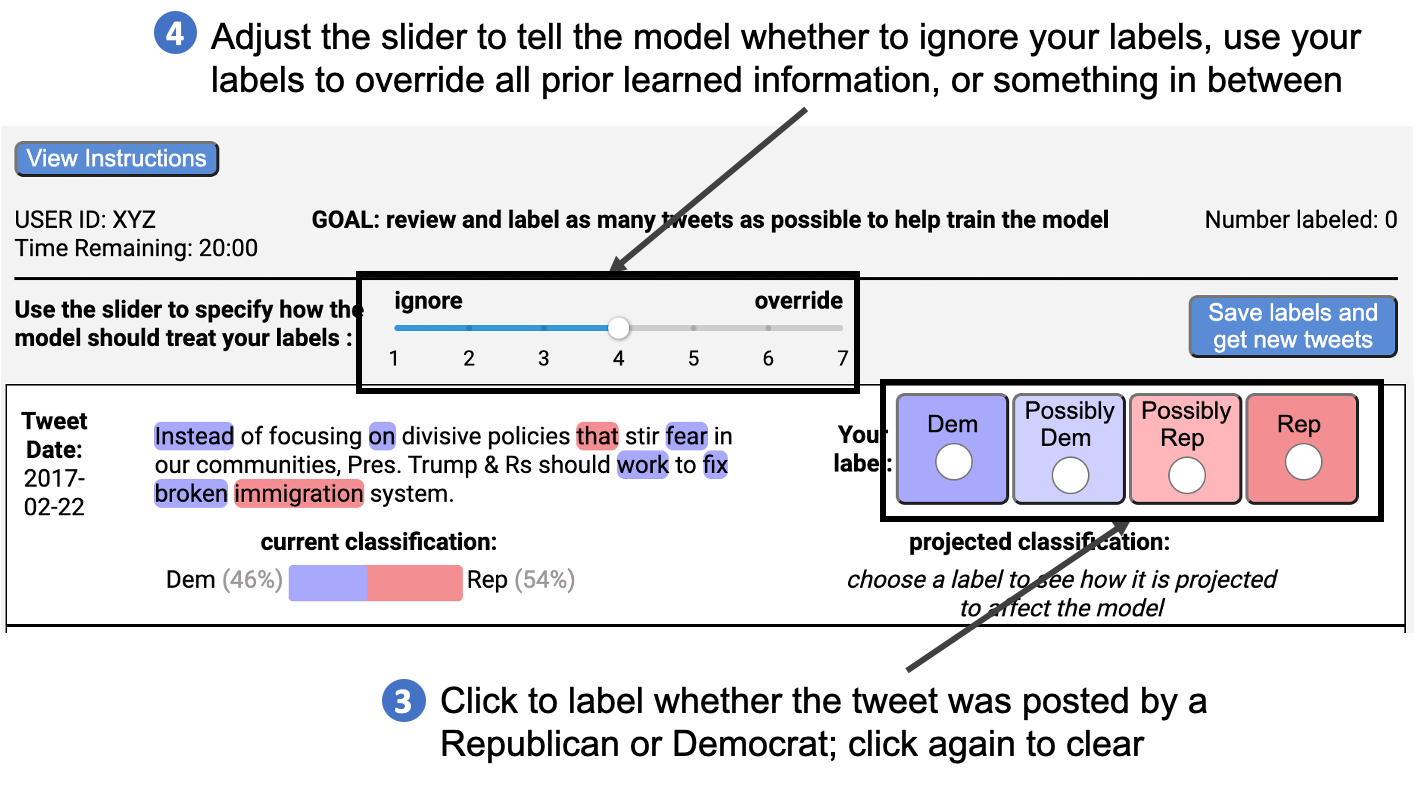 4 Adjust the slider to tell the model whether to ignore your labels, use your
labels to override all prior learned information, or something in between
View Instructions
USER ID: XYZ
Time Remaining: 20:00
GOAL: review and label as many tweets as possible to help train the model
Number labeled: 0
Use the slider to specify how the
model should treat your labels :
ignore override
1 2 3 4 5 6 7
Save labels and
get new tweets
Tweet
Date:
2017-
02-22
Instead of focusing on divisive policies that stir fear in
our communities, Pres. Trump & Rs should work to fix
broken immigration system.
Your
label:
Dem
Possibly
Dem
Possibly
Rep
Rep
current classification:
Dem (46%) Rep (54%)
projected classification:
choose a label to see how it is projected
to affect the model
3 Click to label whether the tweet was posted by a
Republican or Democrat; click again to clear